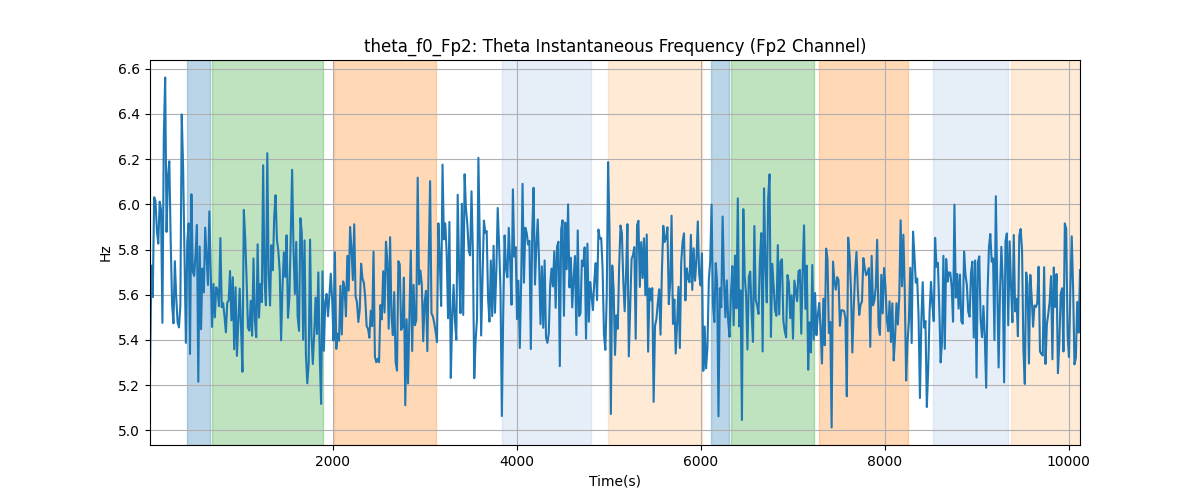 theta_f0_Fp2: Theta Instantaneous Frequency (Fp2 Channel)
6.6
6.4
6.2
6.0
5.8
5.6
5.4
5.2
5.0
Hz
2000 4000 6000 8000 10000
Time(s)